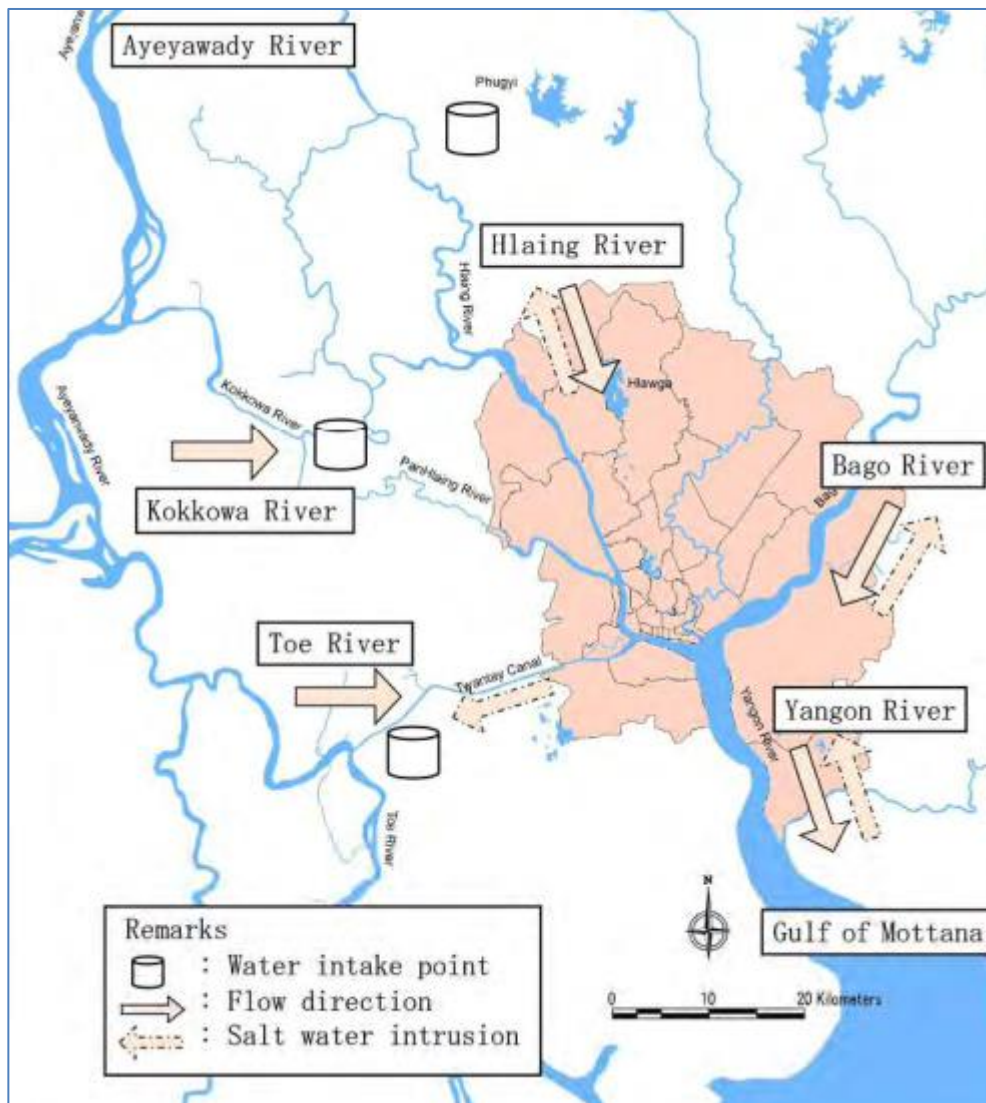 Ayeyawady River
Phugyi
Hlaing River
Hlaing River
Hlawga
Kokkowa River
Ayeyarwady River
Kokkowa River
PanHlaing River
Bago River
Toe River
Twantay Canal
Yangon River
Yangon River
Toe River
N
Gulf of Mottana
0 10 20 Kilometers
Remarks
: Water intake point
: Flow direction
: Salt water intrusion